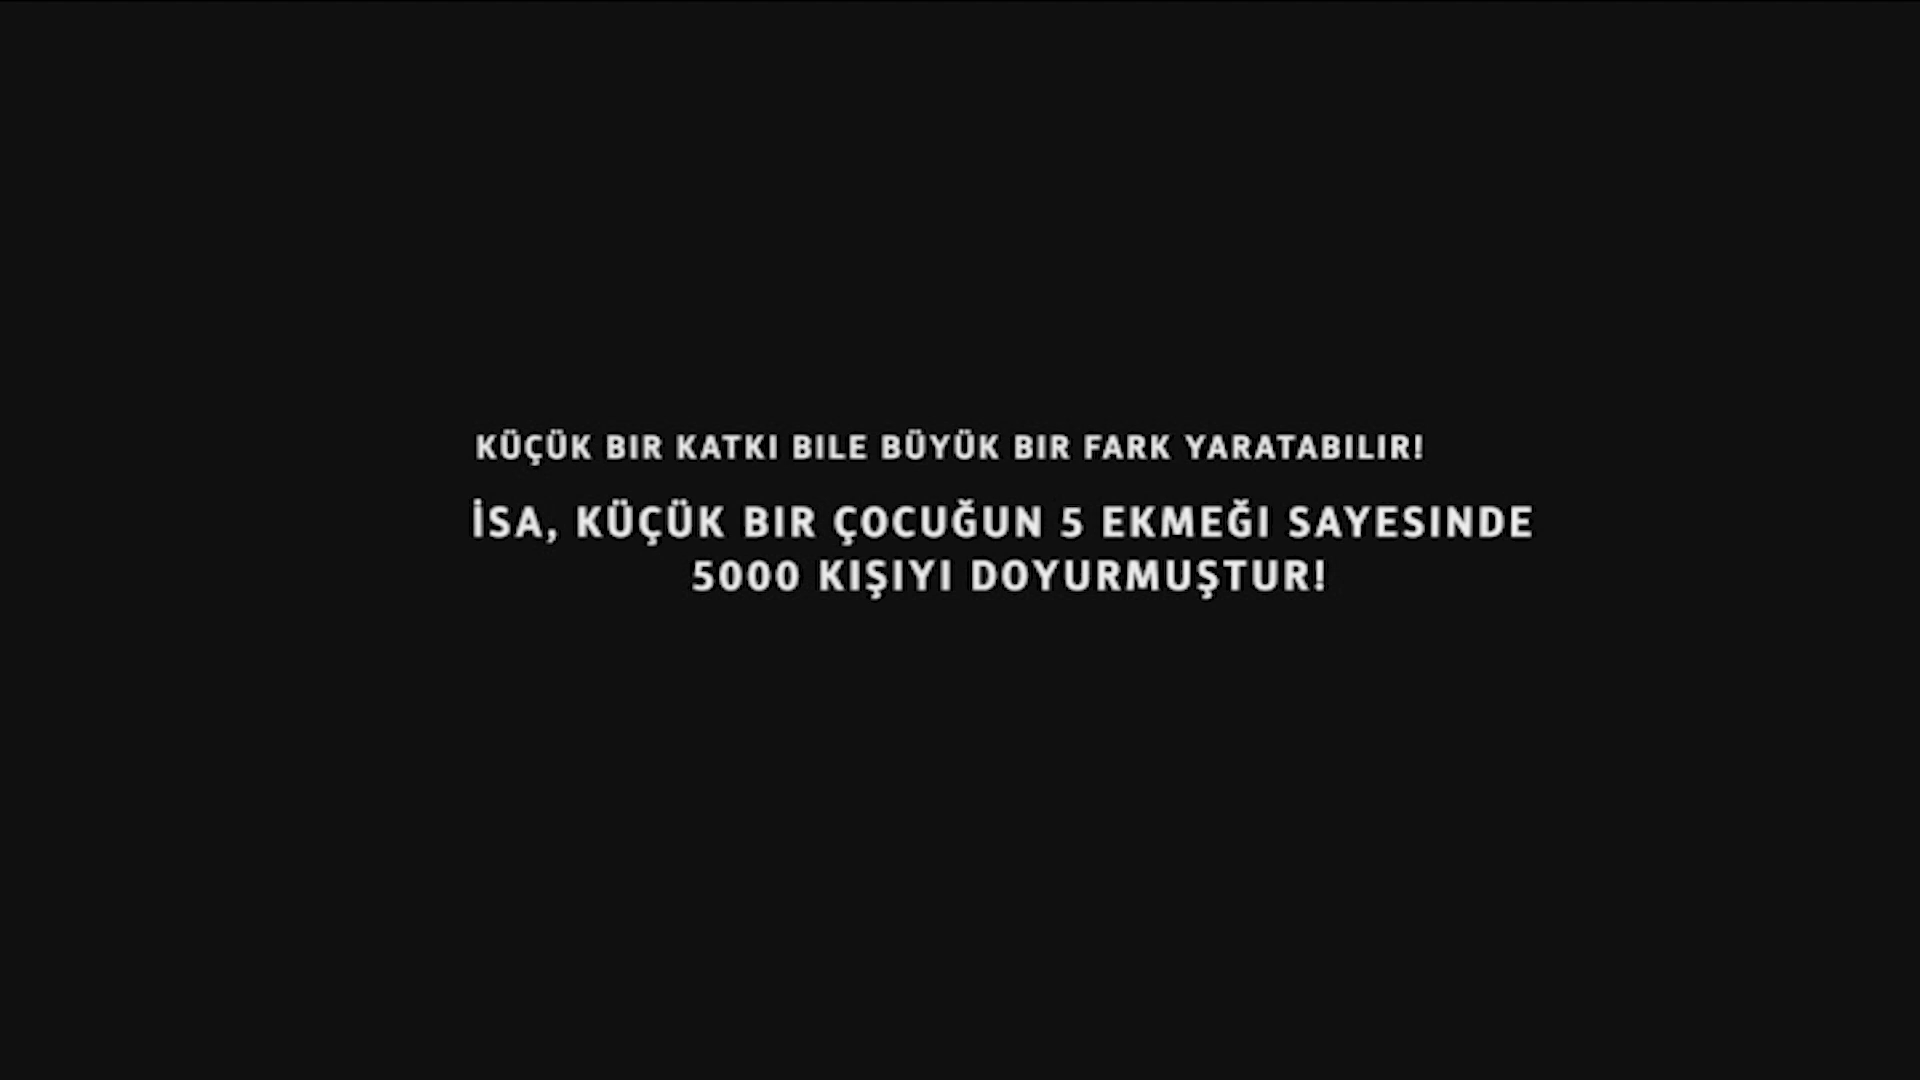 KÜÇÜK BIR KATKI BILE BÜYÜK BIR FARK YARATABILIR!
İSA, KÜÇÜK BIR ÇOCUĞUN 5 EKMEĞI SAYESINDE
5000 KIŞIYI DOYURMUŞTUR!